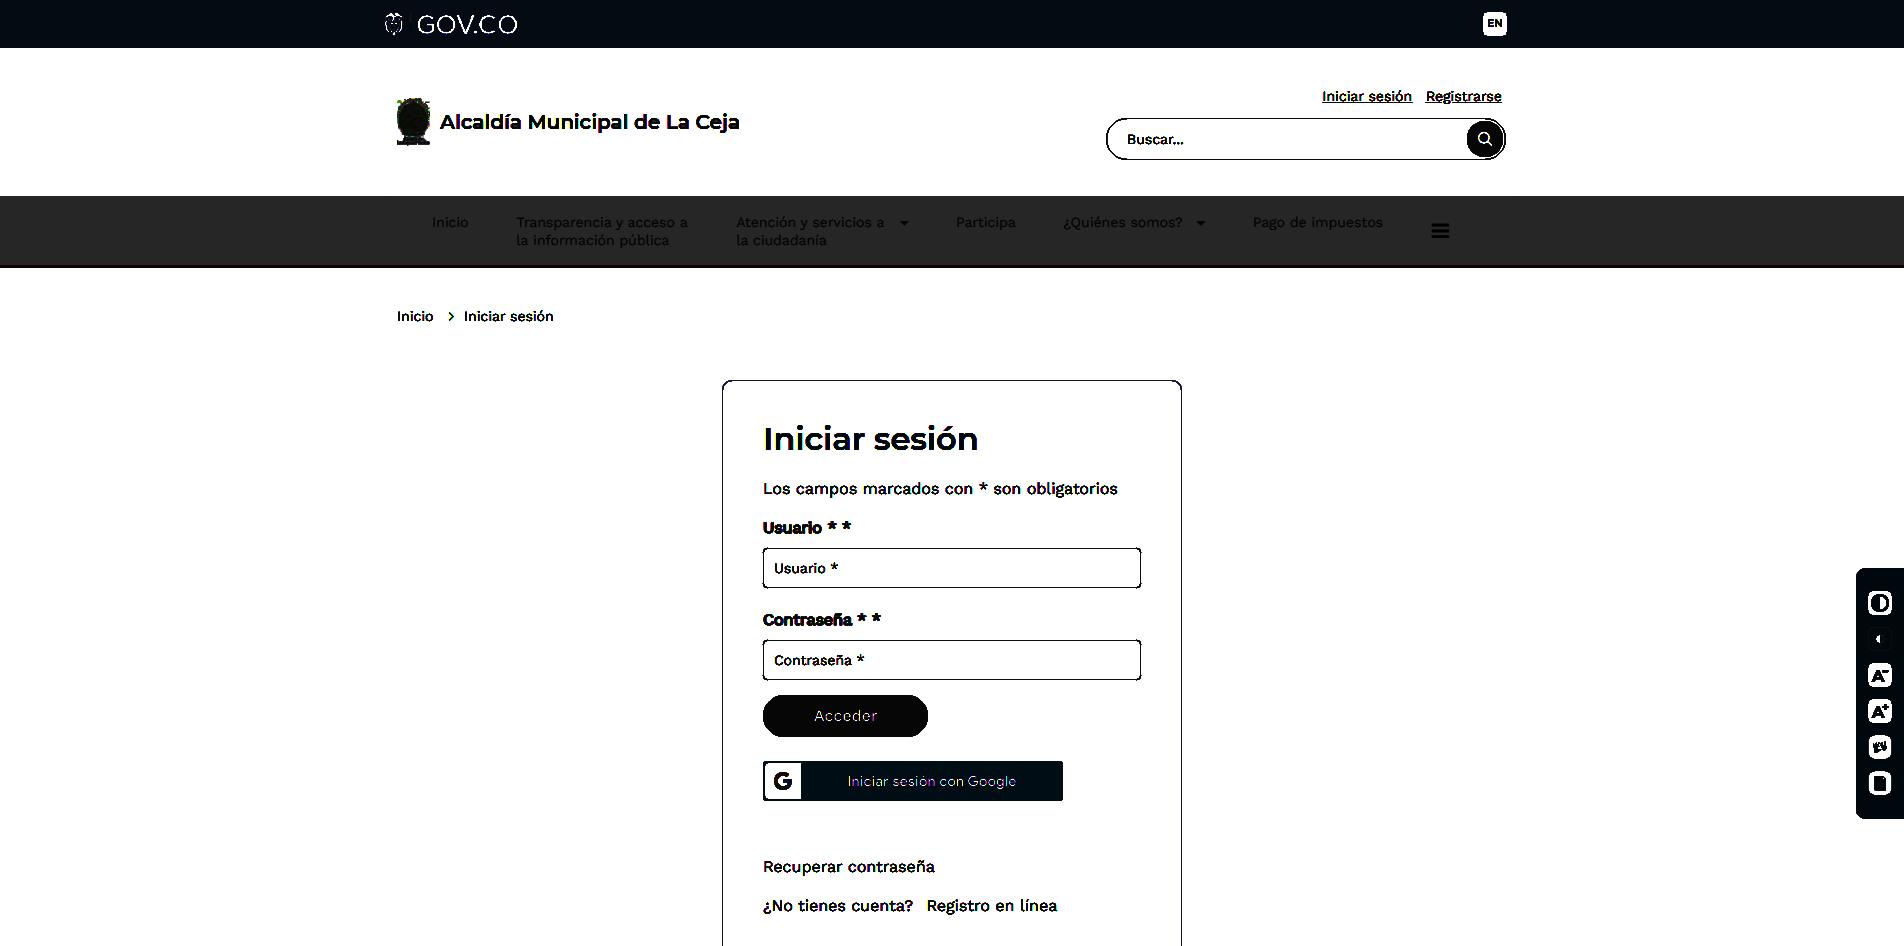 GOV.CO
EN
Iniciar sesión Registrarse
Alcaldía Municipal de La Ceja
Buscar...
Inicio
Transparencia y acceso a
la información pública
Atención y servicios a
la ciudadanía
Participa
¿Quiénes somos?
Pago de impuestos
Inicio > Iniciar sesión
Iniciar sesión
Los campos marcados con * son obligatorios
Usuario * *
Usuario *
Contraseña * *
Contraseña *
Acceder
G Iniciar sesión con Google
Recuperar contraseña
¿No tienes cuenta? Registro en línea
A-
A+